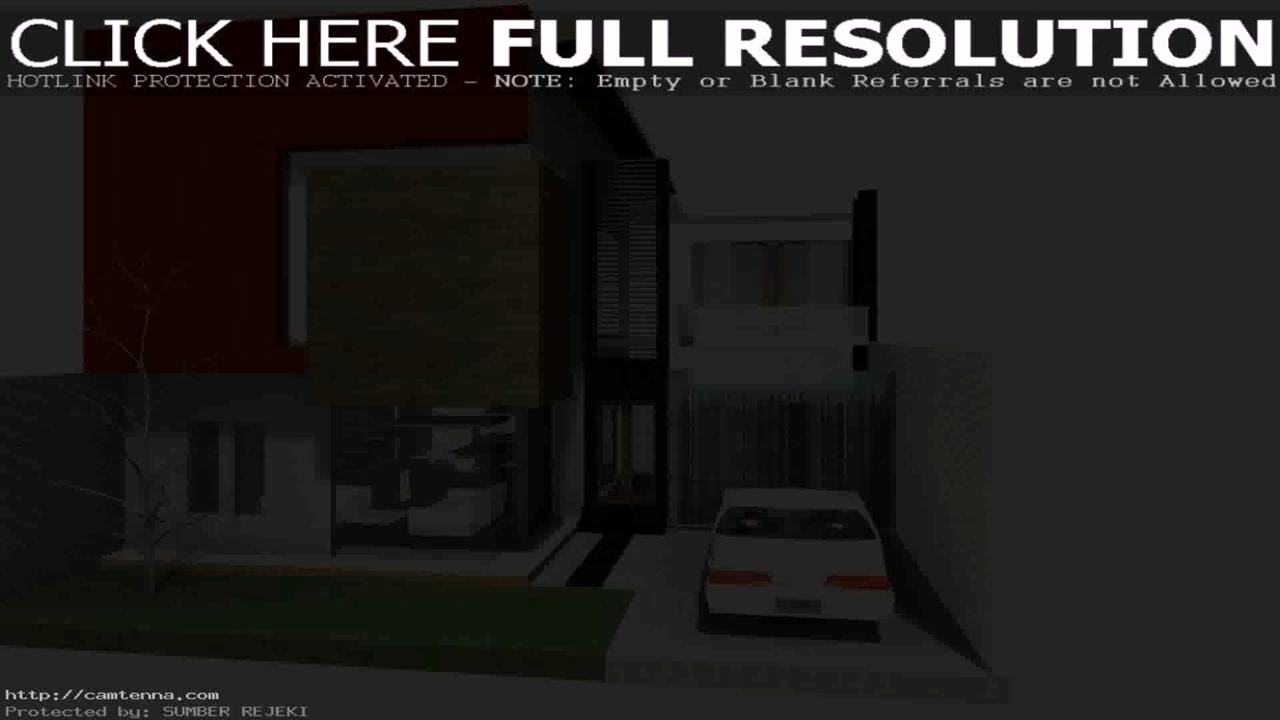 CLICK HERE FULL RESOLUTION
HOTLINK PROTECTION ACTIVATED - NOTE: Empty or Blank Referrals are not Allowed
http://camtenna.com
Protected by: SUMBER REJEKI